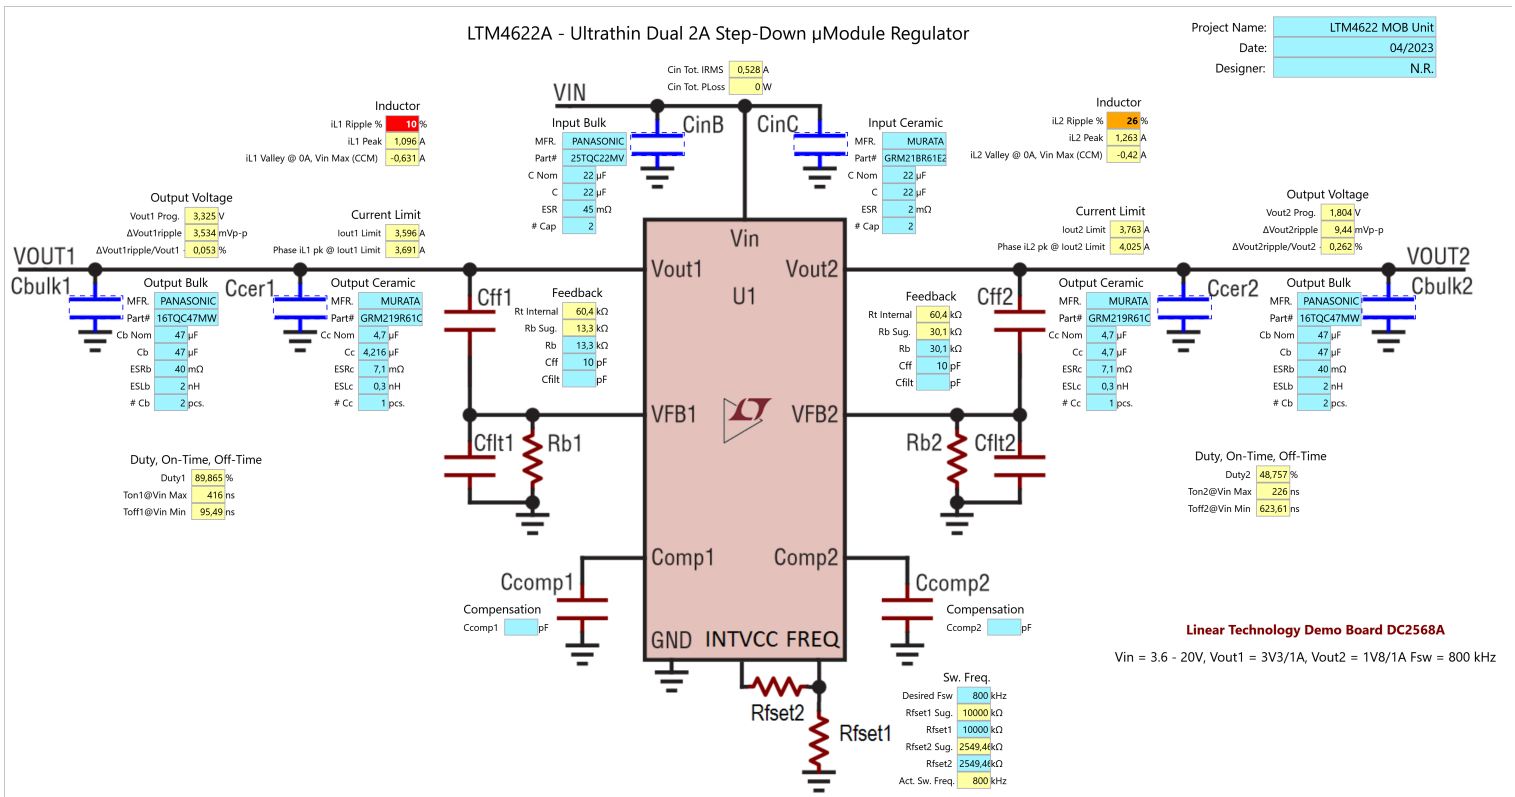 LTM4622A - Ultrathin Dual 2A Step-Down µModule Regulator
Project Name: LTM4622 MOB Unit
Date: 04/2023
Designer: N.R.
Cin Tot. IRMS 0,528 A
Cin Tot. PLoss 0 W
VIN
CinB
CinC
Inductor
iL1 Ripple % 10 %
iL1 Peak 1,096 A
iL1 Valley @ 0A, Vin Max (CCM) -0,631 A
Input Bulk
MFR. PANASONIC
Part# 25TQC22MV
C Nom 22 µF
C 22 µF
ESR 45 mΩ
# Cap 2
Input Ceramic
MFR. MURATA
Part# GRM21BR61E2
C Nom 22 µF
C 22 µF
ESR 2 mΩ
# Cap 2
Inductor
iL2 Ripple % 26 %
iL2 Peak 1,263 A
iL2 Valley @ 0A, Vin Max (CCM) -0,42 A
Output Voltage
Vout1 Prog. 3,325 V
ΔVout1ripple 3,534 mVp-p
ΔVout1ripple/Vout1 0,053 %
Current Limit
Iout1 Limit 3,596 A
Phase iL1 pk @ Iout1 Limit 3,691 A
Current Limit
Iout2 Limit 3,763 A
Phase iL2 pk @ Iout2 Limit 4,025 A
Output Voltage
Vout2 Prog. 1,804 V
ΔVout2ripple 9,44 mVp-p
ΔVout2ripple/Vout2 0,262 %
VOUT1
VOUT2
Vin
Vout1
Vout2
U1
Cbulk1
Output Bulk
MFR. PANASONIC
Part# 16TQC47MW
Cb Nom 47 µF
Cb 47 µF
ESRb 40 mΩ
ESLb 2 nH
# Cb 2 pcs.
Ccer1
Output Ceramic
MFR. MURATA
Part# GRM219R61C
Cc Nom 4,7 µF
Cc 4,216 µF
ESRc 7,1 mΩ
ESLc 0,3 nH
# Cc 1 pcs.
Cff1
Feedback
Rt Internal 60,4 kΩ
Rb Sug. 13,3 kΩ
Rb 13,3 kΩ
Cff 10 pF
Cfilt pF
Feedback
Rt Internal 60,4 kΩ
Rb Sug. 30,1 kΩ
Rb 30,1 kΩ
Cff 10 pF
Cfilt pF
Cff2
Output Ceramic
MFR. MURATA
Part# GRM219R61C
Cc Nom 4,7 µF
Cc 4,7 µF
ESRc 7,1 mΩ
ESLc 0,3 nH
# Cc 1 pcs.
Ccer2
Output Bulk
MFR. PANASONIC
Part# 16TQC47MW
Cb Nom 47 µF
Cb 47 µF
ESRb 40 mΩ
ESLb 2 nH
# Cb 2 pcs.
Cbulk2
VFB1
VFB2
Cflt1
Rb1
Rb2
Cflt2
Duty, On-Time, Off-Time
Duty1 89,865 %
Ton1@Vin Max 416 ns
Toff1@Vin Min 95,49 ns
Duty, On-Time, Off-Time
Duty2 48,757 %
Ton2@Vin Max 226 ns
Toff2@Vin Min 623,61 ns
Comp1
Comp2
Ccomp1
Compensation
Ccomp1 pF
Ccomp2
Compensation
Ccomp2 pF
GND
INTVCC
FREQ
Rfset2
Rfset1
Linear Technology Demo Board DC2568A
Vin = 3.6 - 20V, Vout1 = 3V3/1A, Vout2 = 1V8/1A Fsw = 800 kHz
Sw. Freq.
Desired Fsw 800 kHz
Rfset1 Sug. 10000 kΩ
Rfset1 10000 kΩ
Rfset2 Sug. 2549,46 kΩ
Rfset2 2549,46 kΩ
Act. Sw. Freq. 800 kHz